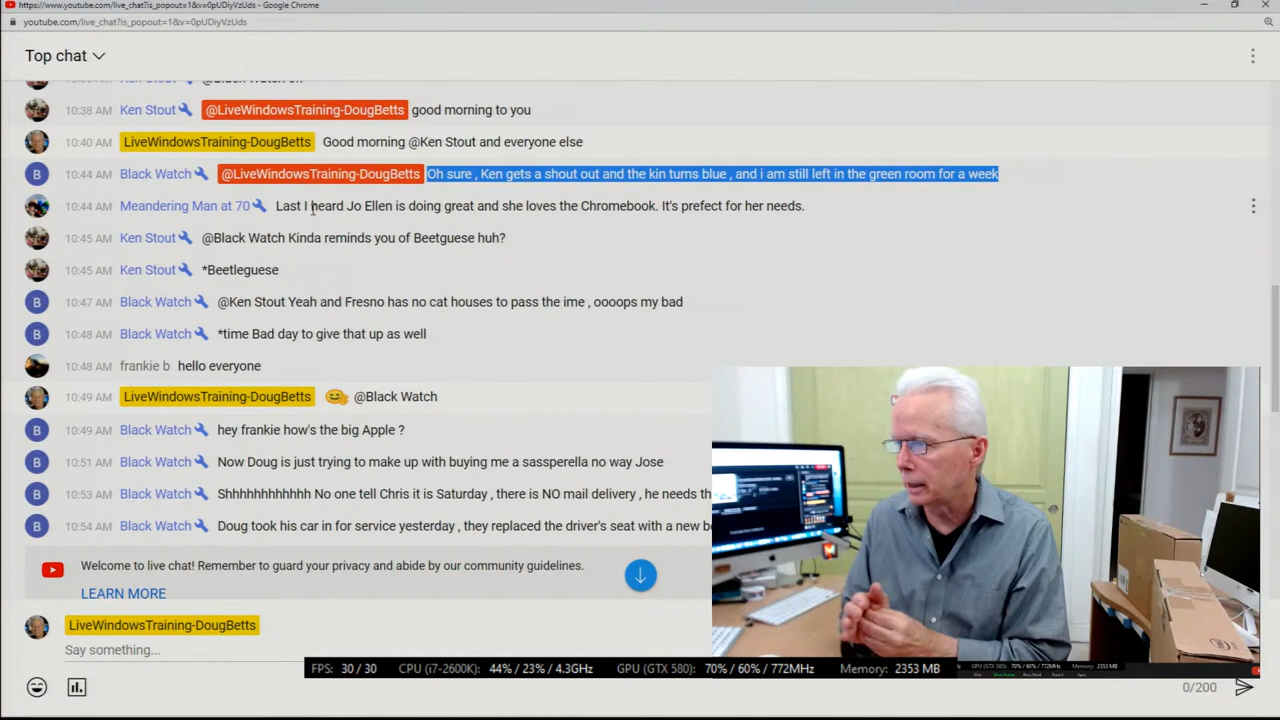 https://www.youtube.com/live_chat?is_popout=1&v=0pUDiyVzUds - Google Chrome
youtube.com/live_chat?is_popout=1&v=0pUDiyVzUds
Top chat
Ken Stout @Black Watch
10:38 AM Ken Stout @LiveWindowsTraining-DougBetts good morning to you
10:40 AM LiveWindowsTraining-DougBetts Good morning @Ken Stout and everyone else
B 10:44 AM Black Watch @LiveWindowsTraining-DougBetts Oh sure , Ken gets a shout out and the kin turns blue , and i am still left in the green room for a week
10:44 AM Meandering Man at 70 Last I heard Jo Ellen is doing great and she loves the Chromebook. It's prefect for her needs.
10:45 AM Ken Stout @Black Watch Kinda reminds you of Beetguese huh?
10:45 AM Ken Stout *Beetleguese
B 10:47 AM Black Watch @Ken Stout Yeah and Fresno has no cat houses to pass the ime , oooops my bad
B 10:48 AM Black Watch *time Bad day to give that up as well
10:48 AM frankie b hello everyone
10:49 AM LiveWindowsTraining-DougBetts @Black Watch
B 10:49 AM Black Watch hey frankie how's the big Apple ?
B 10:51 AM Black Watch Now Doug is just trying to make up with buying me a sassperella no way Jose
B 10:53 AM Black Watch Shhhhhhhhhhhh No one tell Chris it is Saturday , there is NO mail delivery , he needs th
B 10:54 AM Black Watch Doug took his car in for service yesterday , they replaced the driver's seat with a new b
Welcome to live chat! Remember to guard your privacy and abide by our community guidelines.
LEARN MORE
LiveWindowsTraining-DougBetts
Say something...
FPS: 30 / 30 CPU (i7-2600K): 44% / 23% / 4.3GHz GPU (GTX 580): 70% / 60% / 772MHz Memory: 2353 MB
0/200